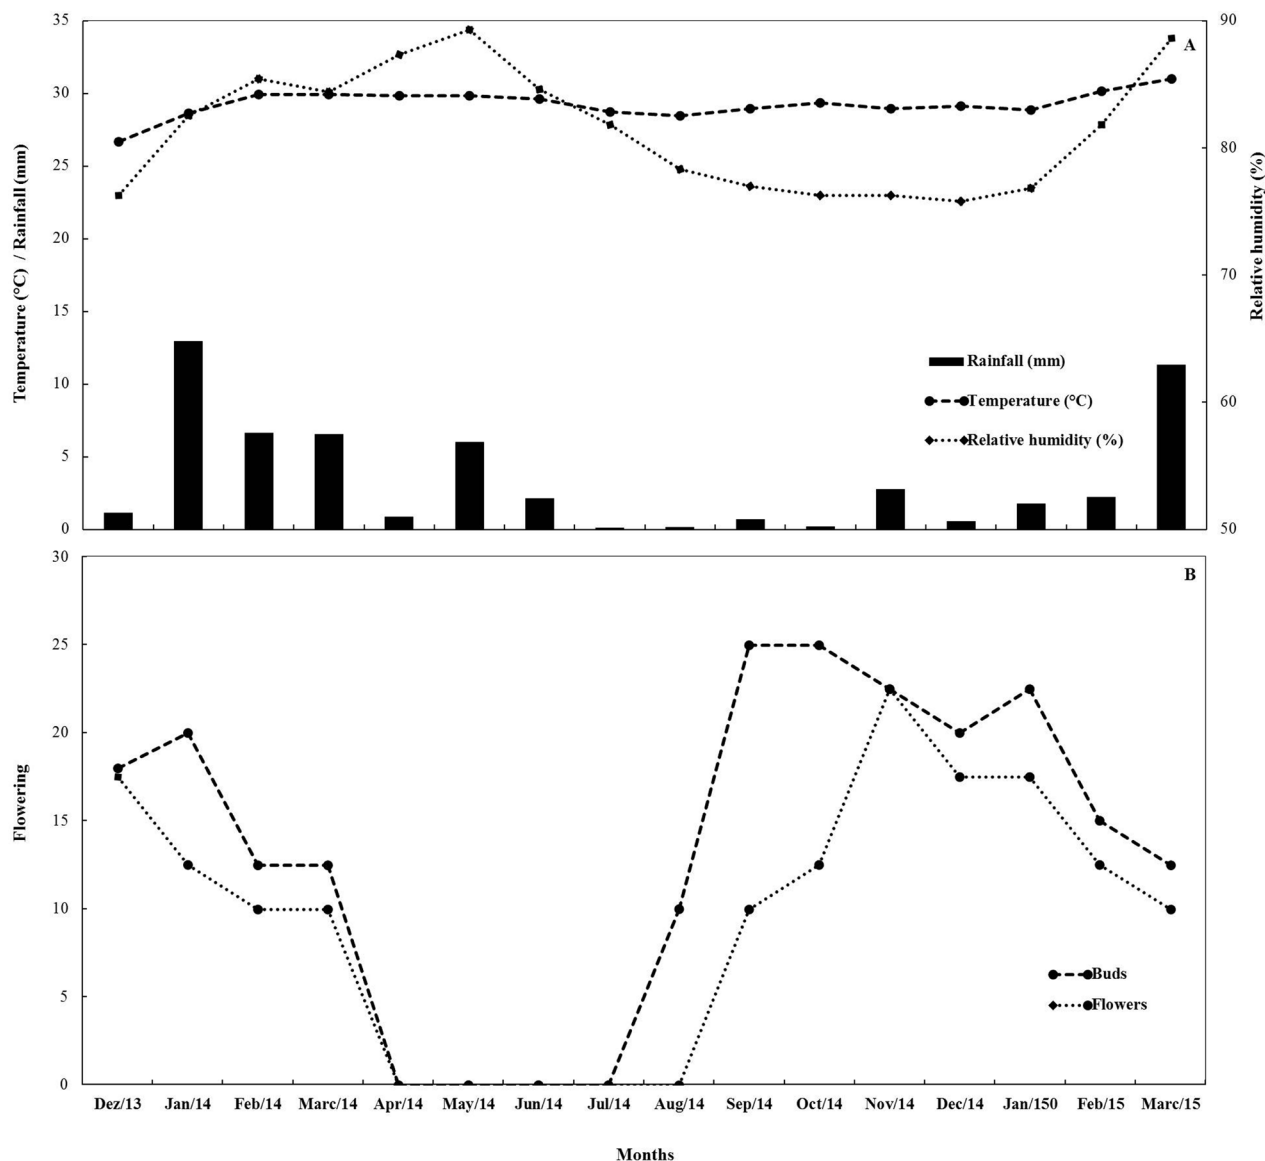 A
35
30
25
20
15
10
5
0
Temperature (°C) / Rainfall (mm)
90
80
70
60
50
Relative humidity (%)
Rainfall (mm)
Temperature (°C)
Relative humidity (%)
B
30
25
20
15
10
5
0
Flowering
Buds
Flowers
Dez/13 Jan/14 Feb/14 Marc/14 Apr/14 May/14 Jun/14 Jul/14 Aug/14 Sep/14 Oct/14 Nov/14 Dec/14 Jan/150 Feb/15 Marc/15
Months